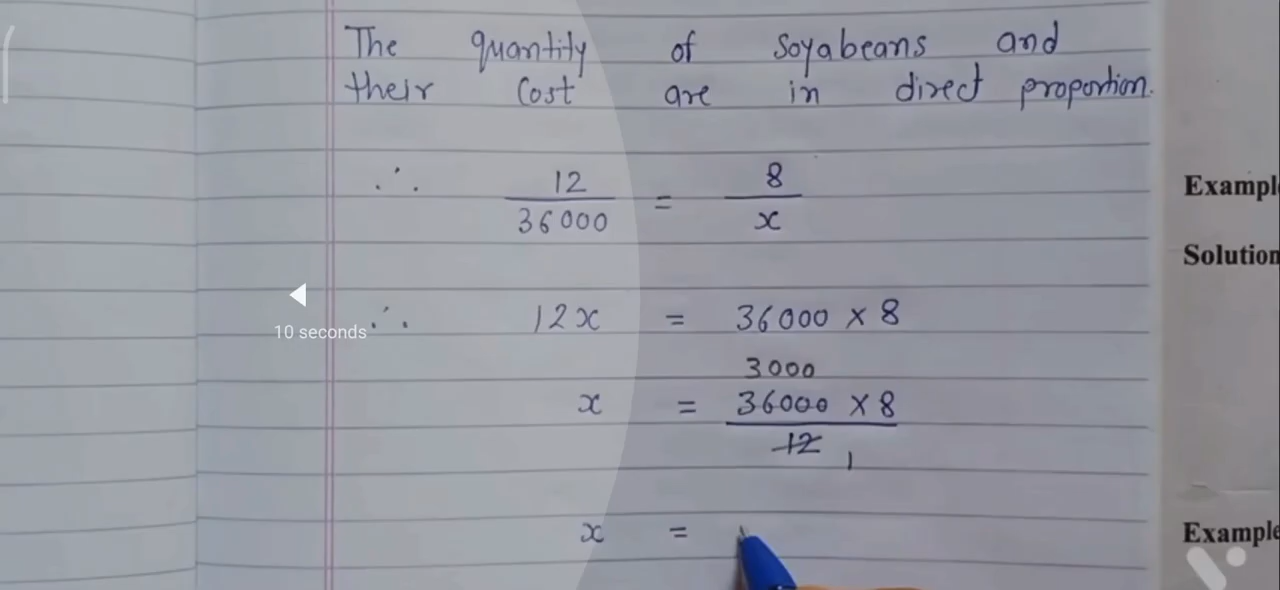 The quantity of Soyabeans and
their Cost are in direct proportion.
∴ 12/36000 = 8/x
Exampl
Solution
∴ 12x = 36000 × 8
10 seconds
3000
x = 36000 × 8
12 1
x =
Example